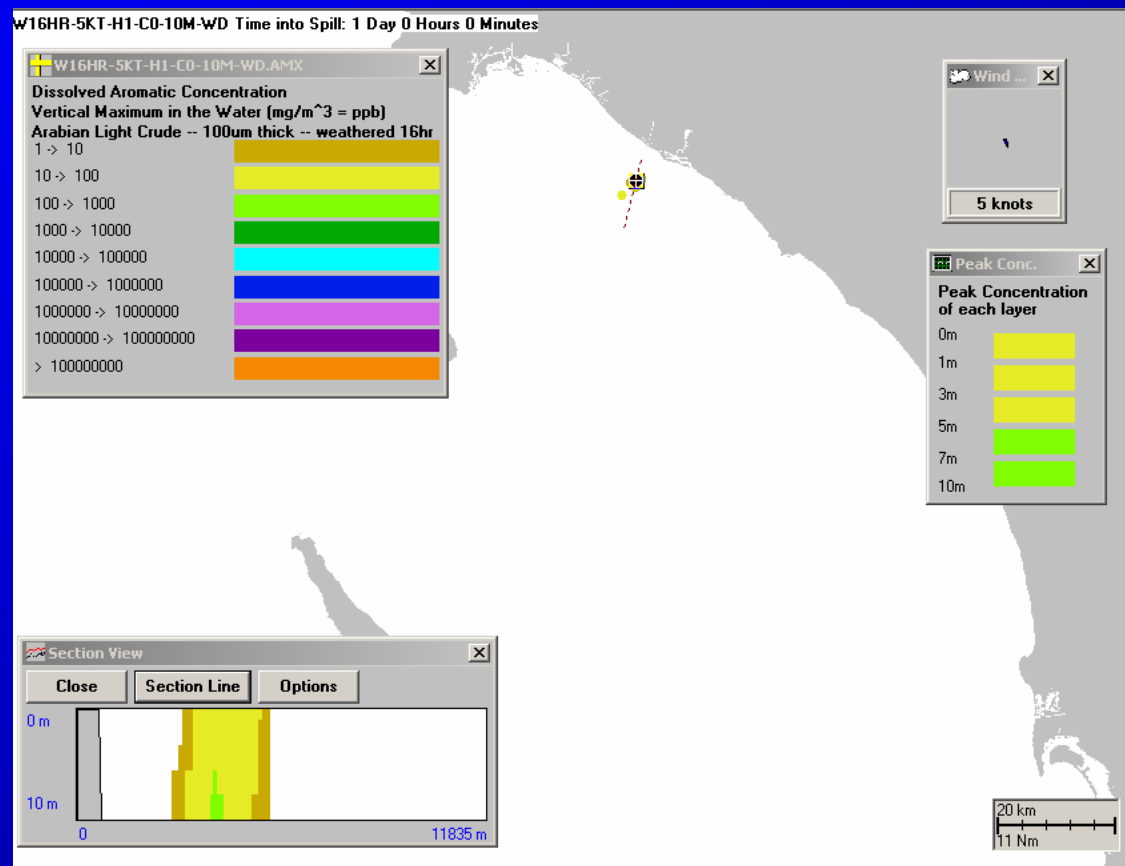 W16HR-5KT-H1-C0-10M-WD Time into Spill: 1 Day 0 Hours 0 Minutes
W16HR-5KT-H1-C0-10M-WD.AMX
Dissolved Aromatic Concentration
Vertical Maximum in the Water (mg/m^3 = ppb)
Arabian Light Crude -- 100um thick -- weathered 16hr
1 -> 10
10 -> 100
100 -> 1000
1000 -> 10000
10000 -> 100000
100000 -> 1000000
1000000 -> 10000000
10000000 -> 100000000
> 100000000
Wind ...
5 knots
Peak Conc.
Peak Concentration
of each layer
0m
1m
3m
5m
7m
10m
Section View
Close Section Line Options
0 m
10 m
0 11835 m
20 km
11 Nm